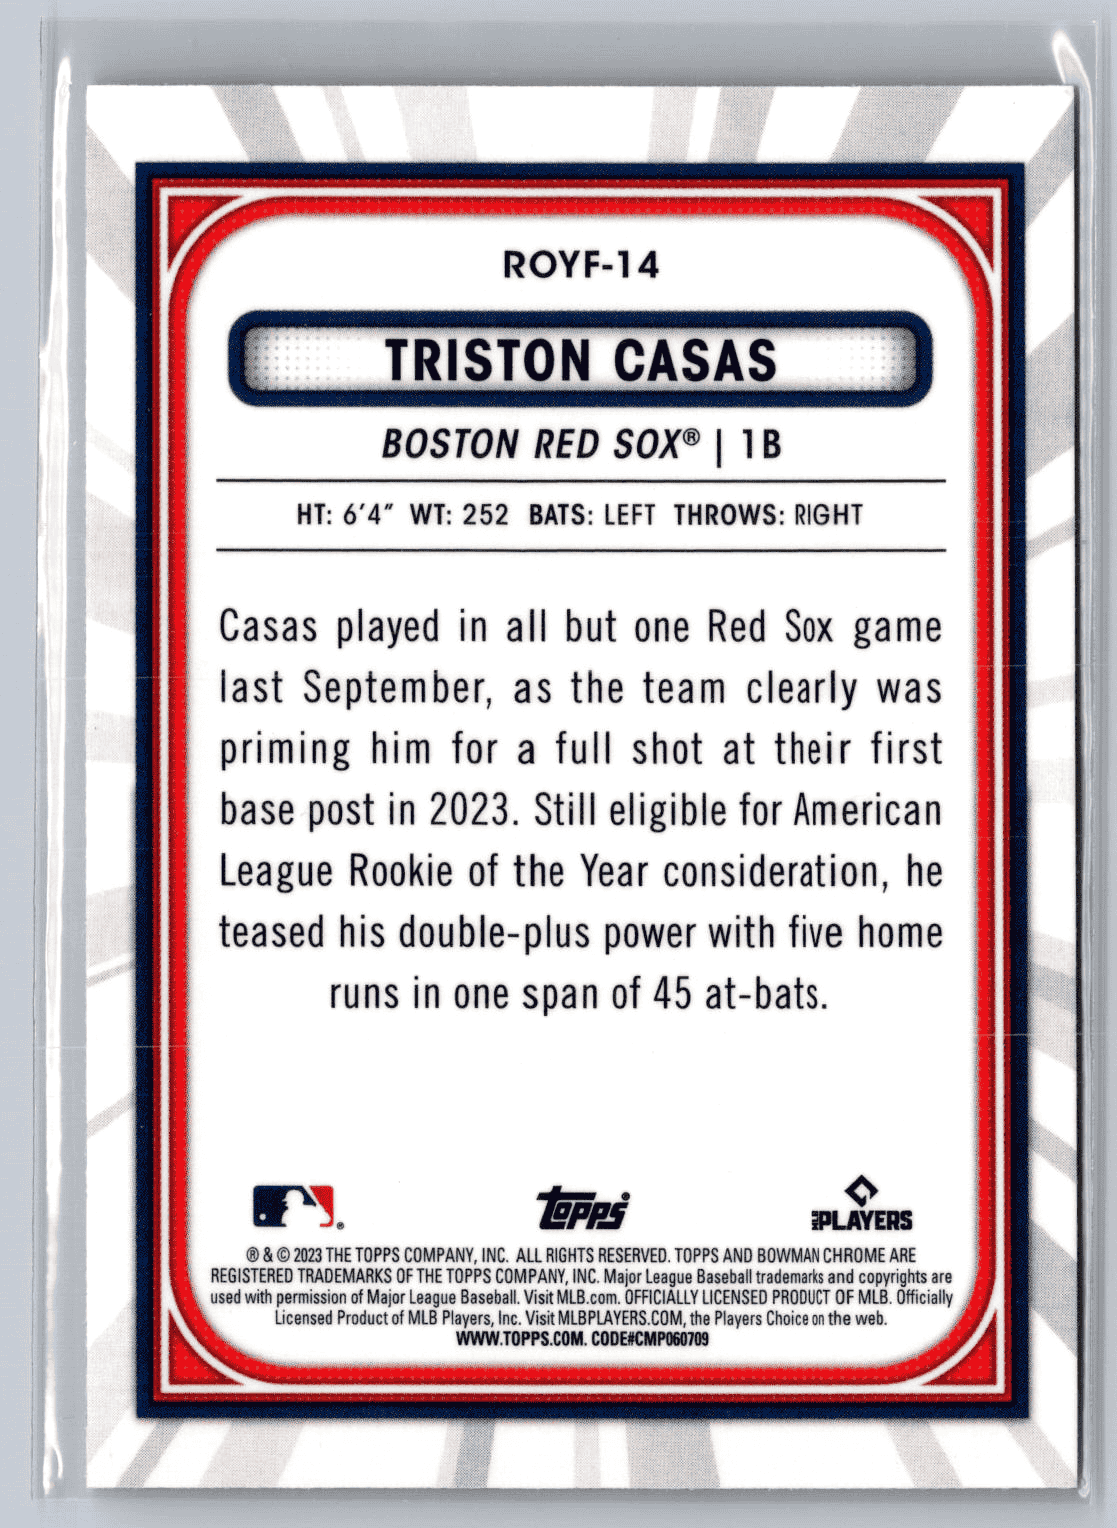 ROYF-14
TRISTON CASAS
BOSTON RED SOX® | 1B
HT: 6'4" WT: 252 BATS: LEFT THROWS: RIGHT
Casas played in all but one Red Sox game
last September, as the team clearly was
priming him for a full shot at their first
base post in 2023. Still eligible for American
League Rookie of the Year consideration, he
teased his double-plus power with five home
runs in one span of 45 at-bats.
®
Topps®
MLB PLAYERS
® & © 2023 THE TOPPS COMPANY, INC. ALL RIGHTS RESERVED. TOPPS AND BOWMAN CHROME ARE
REGISTERED TRADEMARKS OF THE TOPPS COMPANY, INC. Major League Baseball trademarks and copyrights are
used with permission of Major League Baseball. Visit MLB.com. OFFICIALLY LICENSED PRODUCT OF MLB. Officially
Licensed Product of MLB Players, Inc. Visit MLBPLAYERS.COM, the Players Choice on the web.
WWW.TOPPS.COM. CODE#CMP060709